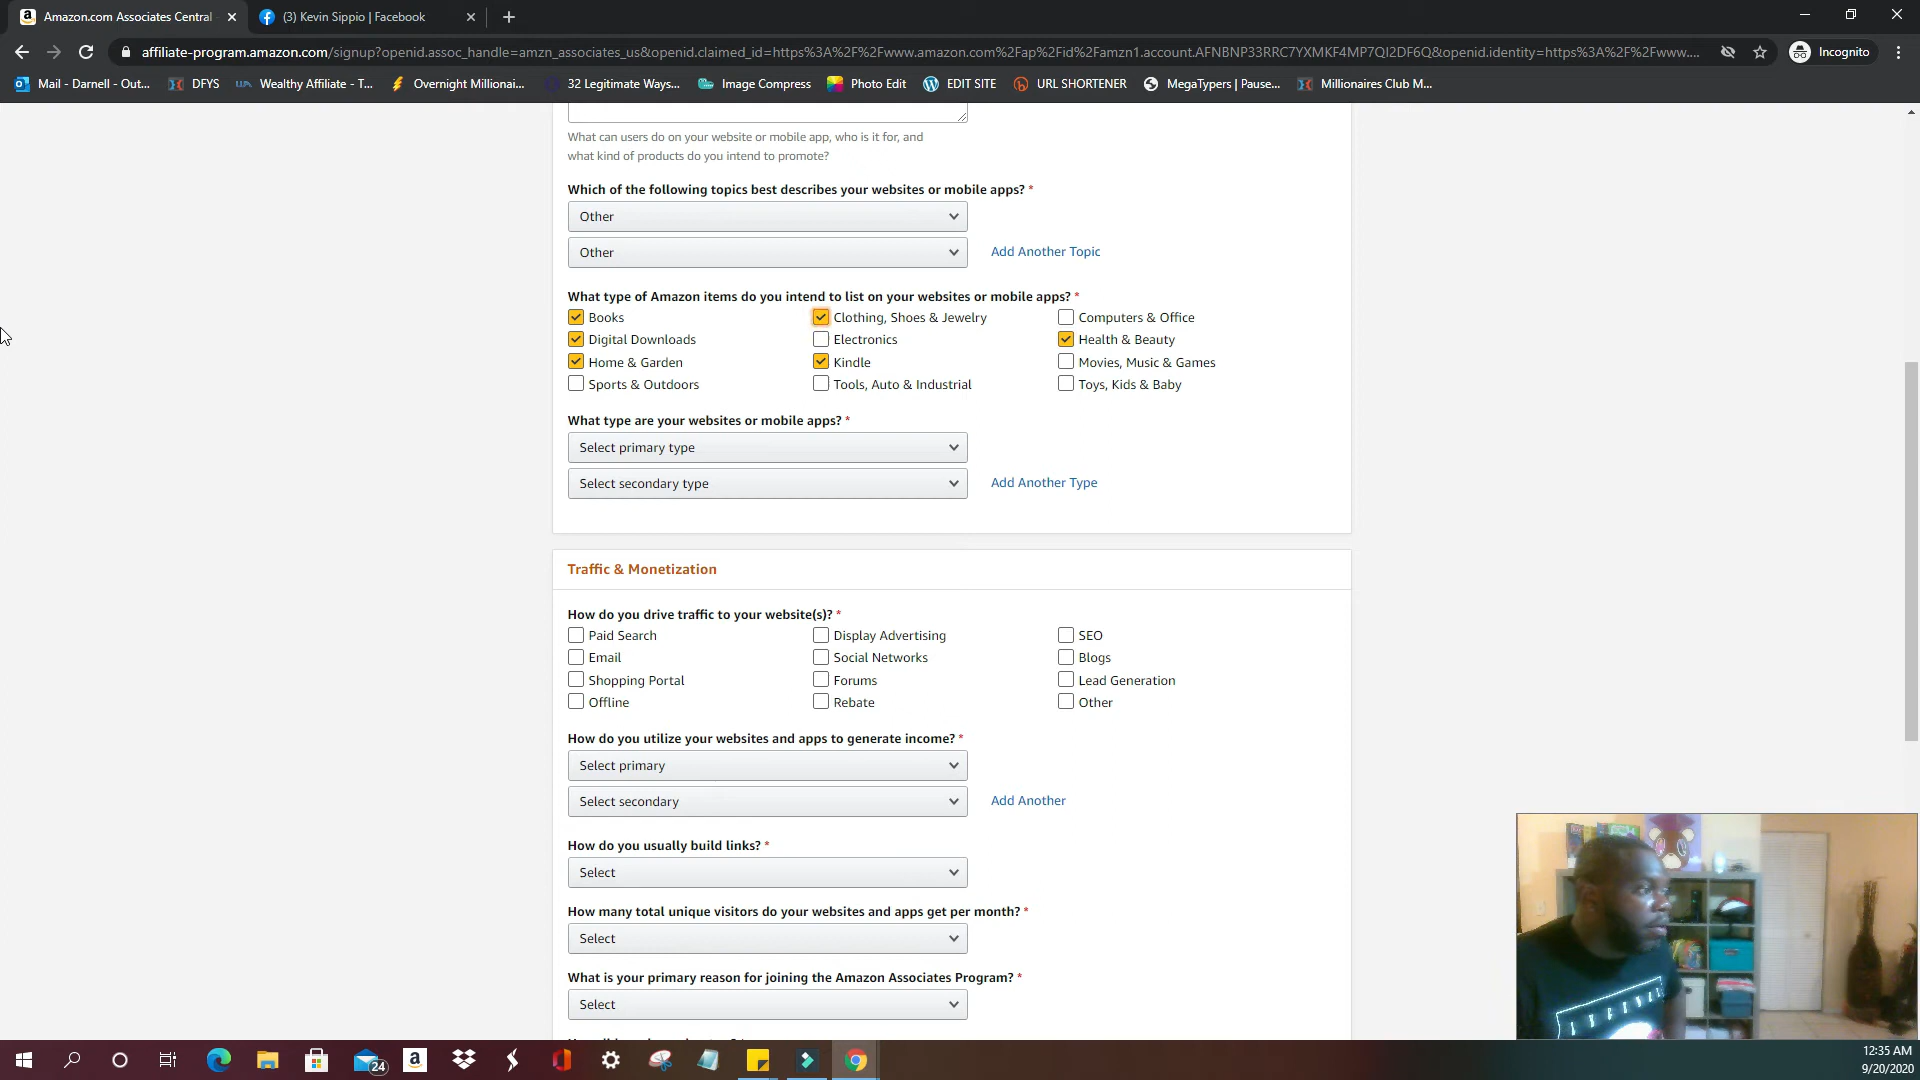 Amazon.com Associates Central
(3) Kevin Sippio | Facebook
affiliate-program.amazon.com/signup?openid.assoc_handle=amzn_associates_us&openid.claimed_id=https%3A%2F%2Fwww.amazon.com%2Fap%2Fid%2Famzn1.account.AFNBNP33RRC7YXMKF4MP7QI2DF6Q&openid.identity=https%3A%2F%2Fwww....
Incognito
Mail - Darnell - Out...
DFYS
Wealthy Affiliate - T...
Overnight Millionai...
32 Legitimate Ways...
Image Compress
Photo Edit
EDIT SITE
URL SHORTENER
MegaTypers | Pause...
Millionaires Club M...
What can users do on your website or mobile app, who is it for, and
what kind of products do you intend to promote?
Which of the following topics best describes your websites or mobile apps? *
Other
Other
Add Another Topic
What type of Amazon items do you intend to list on your websites or mobile apps? *
Books
Clothing, Shoes & Jewelry
Computers & Office
Digital Downloads
Electronics
Health & Beauty
Home & Garden
Kindle
Movies, Music & Games
Sports & Outdoors
Tools, Auto & Industrial
Toys, Kids & Baby
What type are your websites or mobile apps? *
Select primary type
Select secondary type
Add Another Type
Traffic & Monetization
How do you drive traffic to your website(s)? *
Paid Search
Display Advertising
SEO
Email
Social Networks
Blogs
Shopping Portal
Forums
Lead Generation
Offline
Rebate
Other
How do you utilize your websites and apps to generate income? *
Select primary
Select secondary
Add Another
How do you usually build links? *
Select
How many total unique visitors do your websites and apps get per month? *
Select
What is your primary reason for joining the Amazon Associates Program? *
Select
24
12:35 AM
9/20/2020